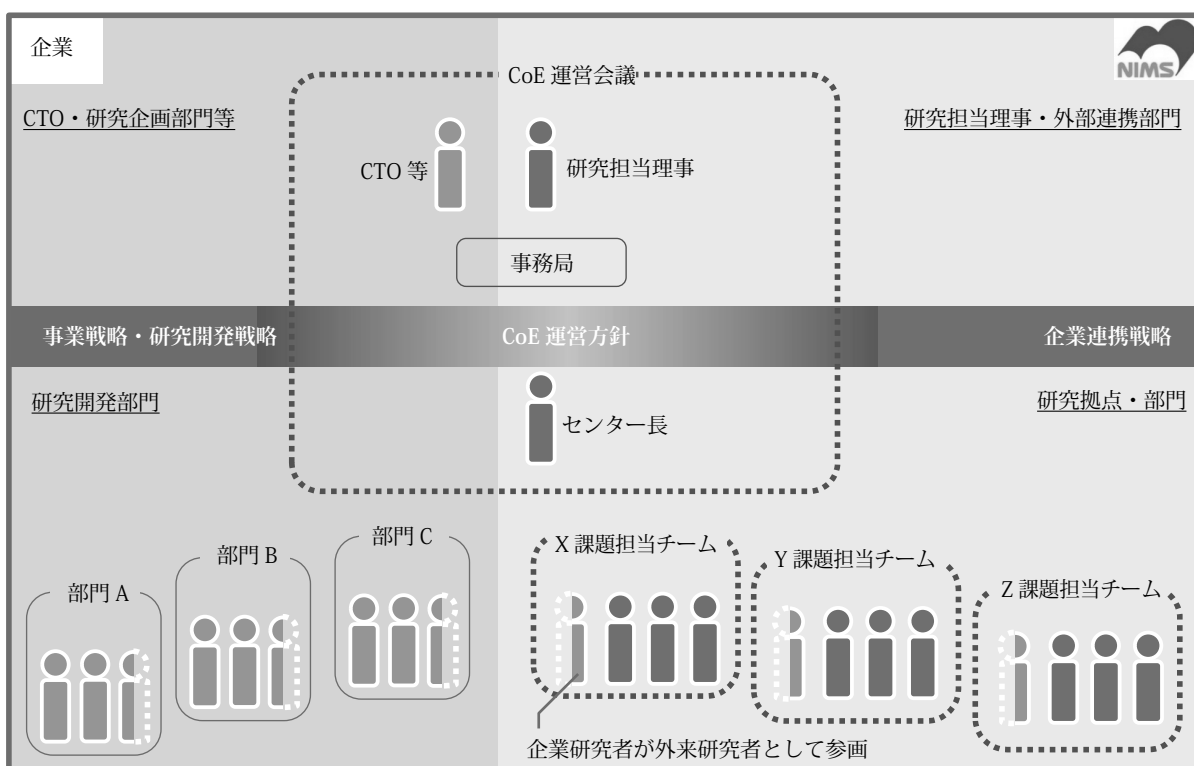 企業
NIMS
CoE 運営会議
CTO・研究企画部門等
研究担当理事・外部連携部門
CTO 等
研究担当理事
事務局
事業戦略・研究開発戦略
CoE 運営方針
企業連携戦略
研究開発部門
研究拠点・部門
センター長
部門 A
部門 B
部門 C
X 課題担当チーム
Y 課題担当チーム
Z 課題担当チーム
企業研究者が外来研究者として参画